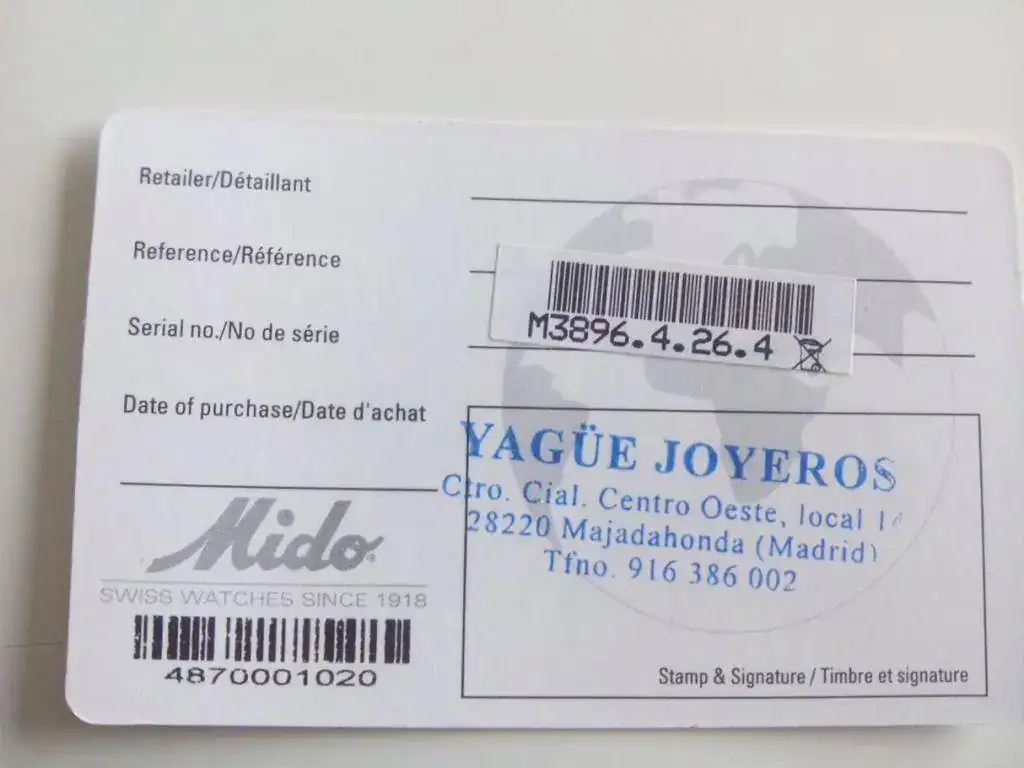 Retailer/Détaillant
Reference/Référence
M3896.4.26.4
Serial no./No de série
Date of purchase/Date d'achat
YAGÜE JOYEROS
Ctro. Cial. Centro Oeste, local
28220 Majadahonda (Madrid)
Tfno. 916 386 002
Mido
SWISS WATCHES SINCE 1918
4870001020
Stamp & Signature / Timbre et signature